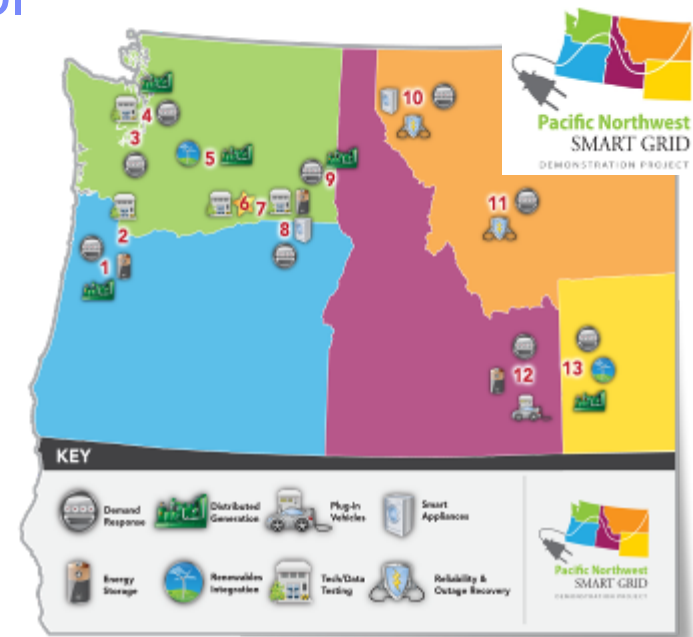 Pacific Northwest
SMART GRID
DEMONSTRATION PROJECT
4
3
10
5
9
6
7
11
2
8
1
13
12
KEY
Demand
Response
Distributed
Generation
Plug-in
Vehicles
Smart
Appliances
Energy
Storage
Renewables
Integration
Tech/Data
Testing
Reliability &
Outage Recovery
Pacific Northwest
SMART GRID
DEMONSTRATION PROJECT